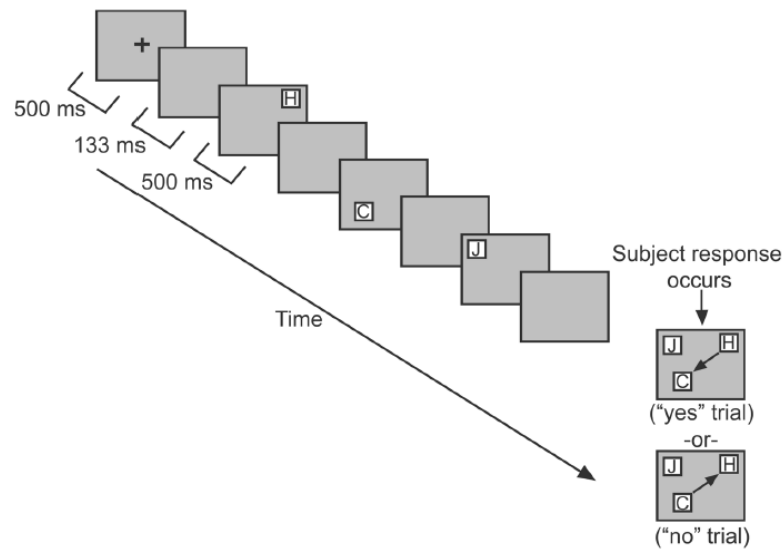 +
500 ms
H
133 ms
500 ms
C
J
Time
Subject response
occurs
J H
C
("yes" trial)
-or-
J H
C
("no" trial)